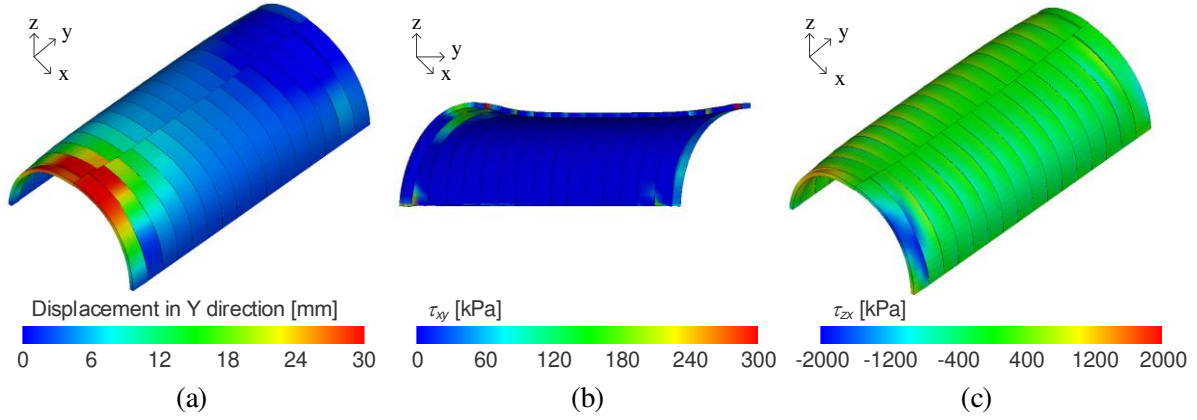 z
y
x
z
y
x
z
y
x
Displacement in Y direction [mm]
0 6 12 18 24 30
(a)
τxy [kPa]
0 60 120 180 240 300
(b)
τzx [kPa]
-2000 -1200 -400 400 1200 2000
(c)